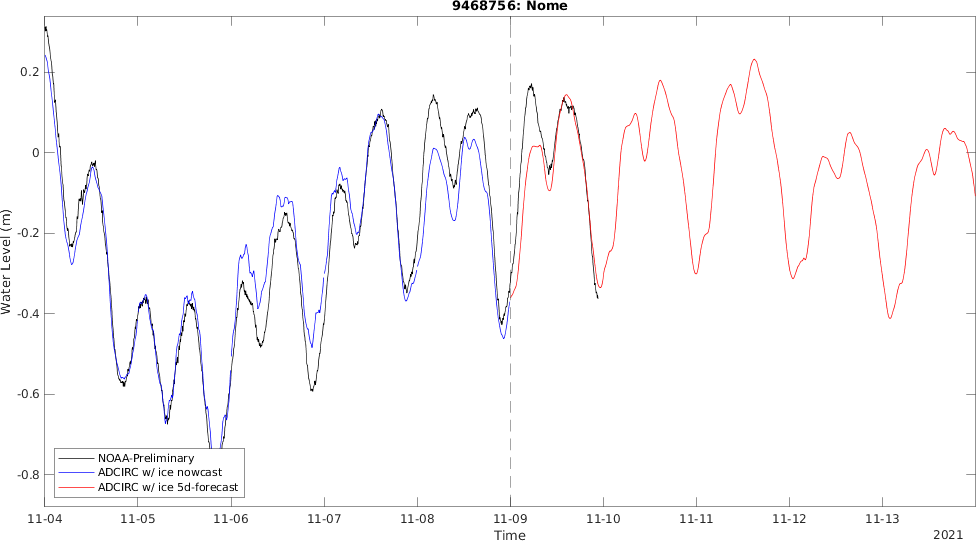 9468756: Nome
Water Level (m)
0.2
0
-0.2
-0.4
-0.6
-0.8
NOAA-Preliminary
ADCIRC w/ ice nowcast
ADCIRC w/ ice 5d-forecast
11-04 11-05 11-06 11-07 11-08 11-09 11-10 11-11 11-12 11-13
Time
2021